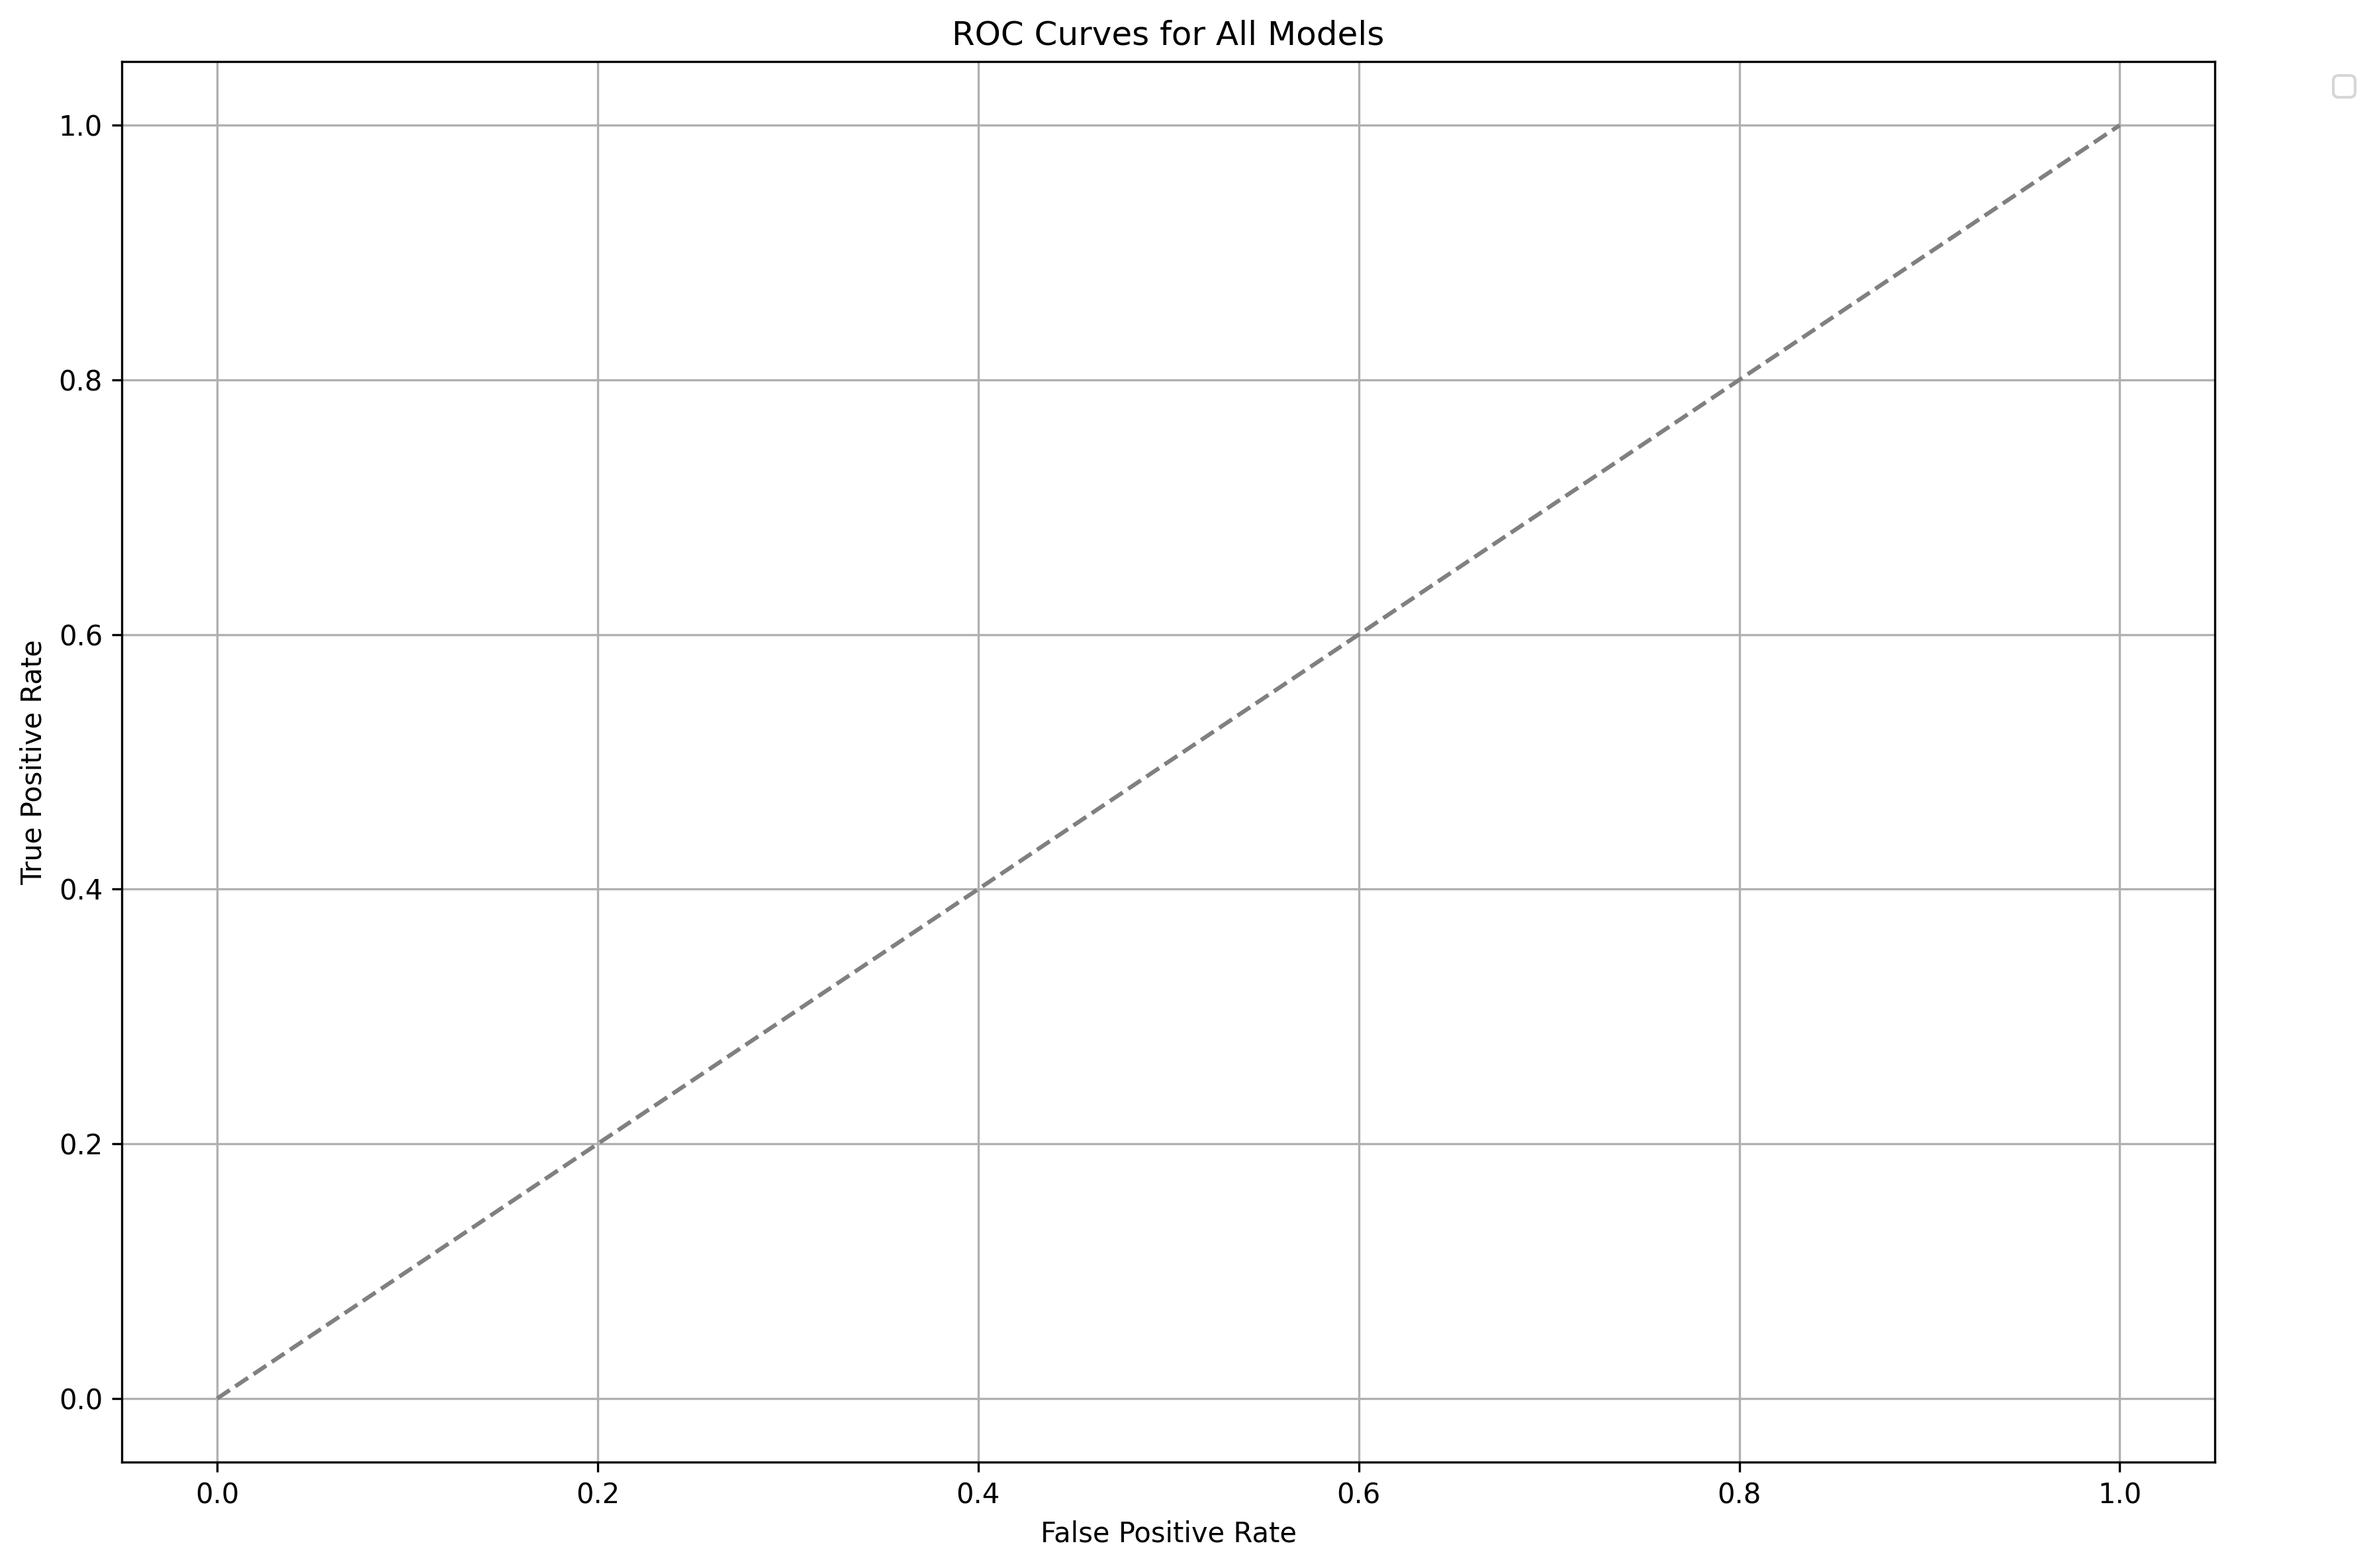 ROC Curves for All Models
True Positive Rate
1.0
0.8
0.6
0.4
0.2
0.0
0.0 0.2 0.4 0.6 0.8 1.0
False Positive Rate